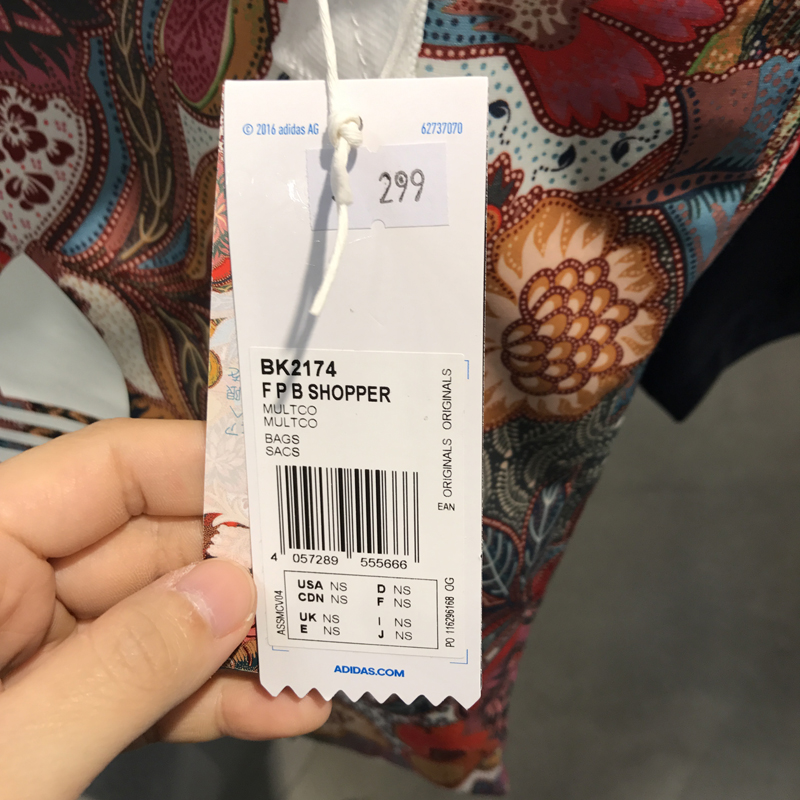 © 2016 adidas AG
62737070
299
BK2174
F P B SHOPPER
MULTCO
MULTCO
BAGS
SACS
ORIGINALS ORIGINALS
EAN
4 057289 555666
USA NS D NS
CDN NS F NS
UK NS I NS
E NS J NS
ASSMCV04
PO 116296168 OG
ADIDAS.COM